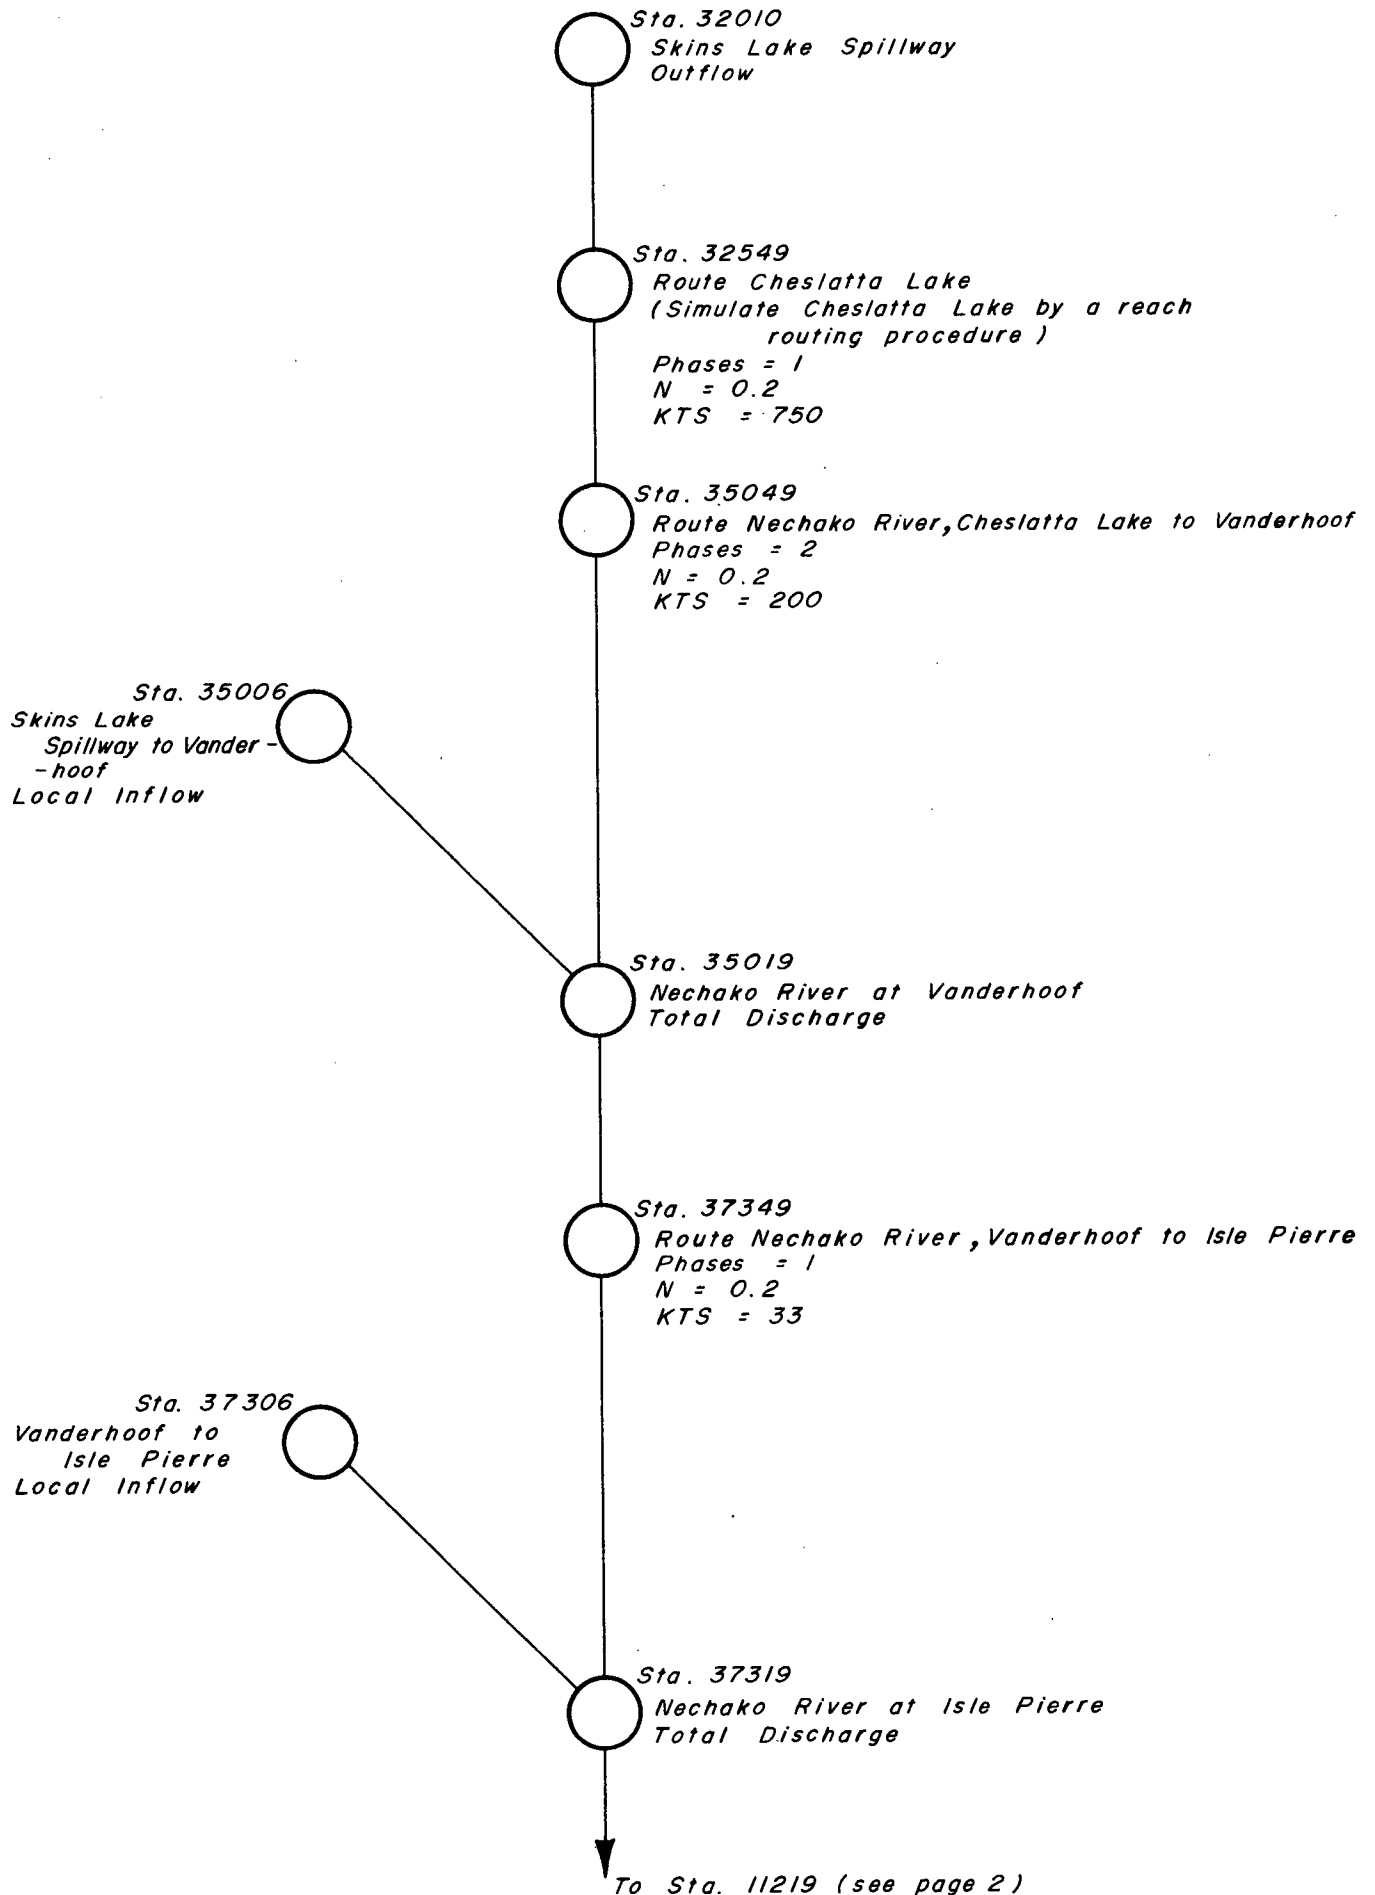 Sta. 32010
Skins Lake Spillway
Outflow
Sta. 32549
Route Cheslatta Lake
(Simulate Cheslatta Lake by a reach
routing procedure)
Phases = 1
N = 0.2
KTS = 750
Sta. 35049
Route Nechako River, Cheslatta Lake to Vanderhoof
Phases = 2
N = 0.2
KTS = 200
Sta. 35006
Skins Lake
Spillway to Vander-
-hoof
Local Inflow
Sta. 35019
Nechako River at Vanderhoof
Total Discharge
Sta. 37349
Route Nechako River, Vanderhoof to Isle Pierre
Phases = 1
N = 0.2
KTS = 33
Sta. 37306
Vanderhoof to
Isle Pierre
Local Inflow
Sta. 37319
Nechako River at Isle Pierre
Total Discharge
To Sta. 11219 (see page 2)